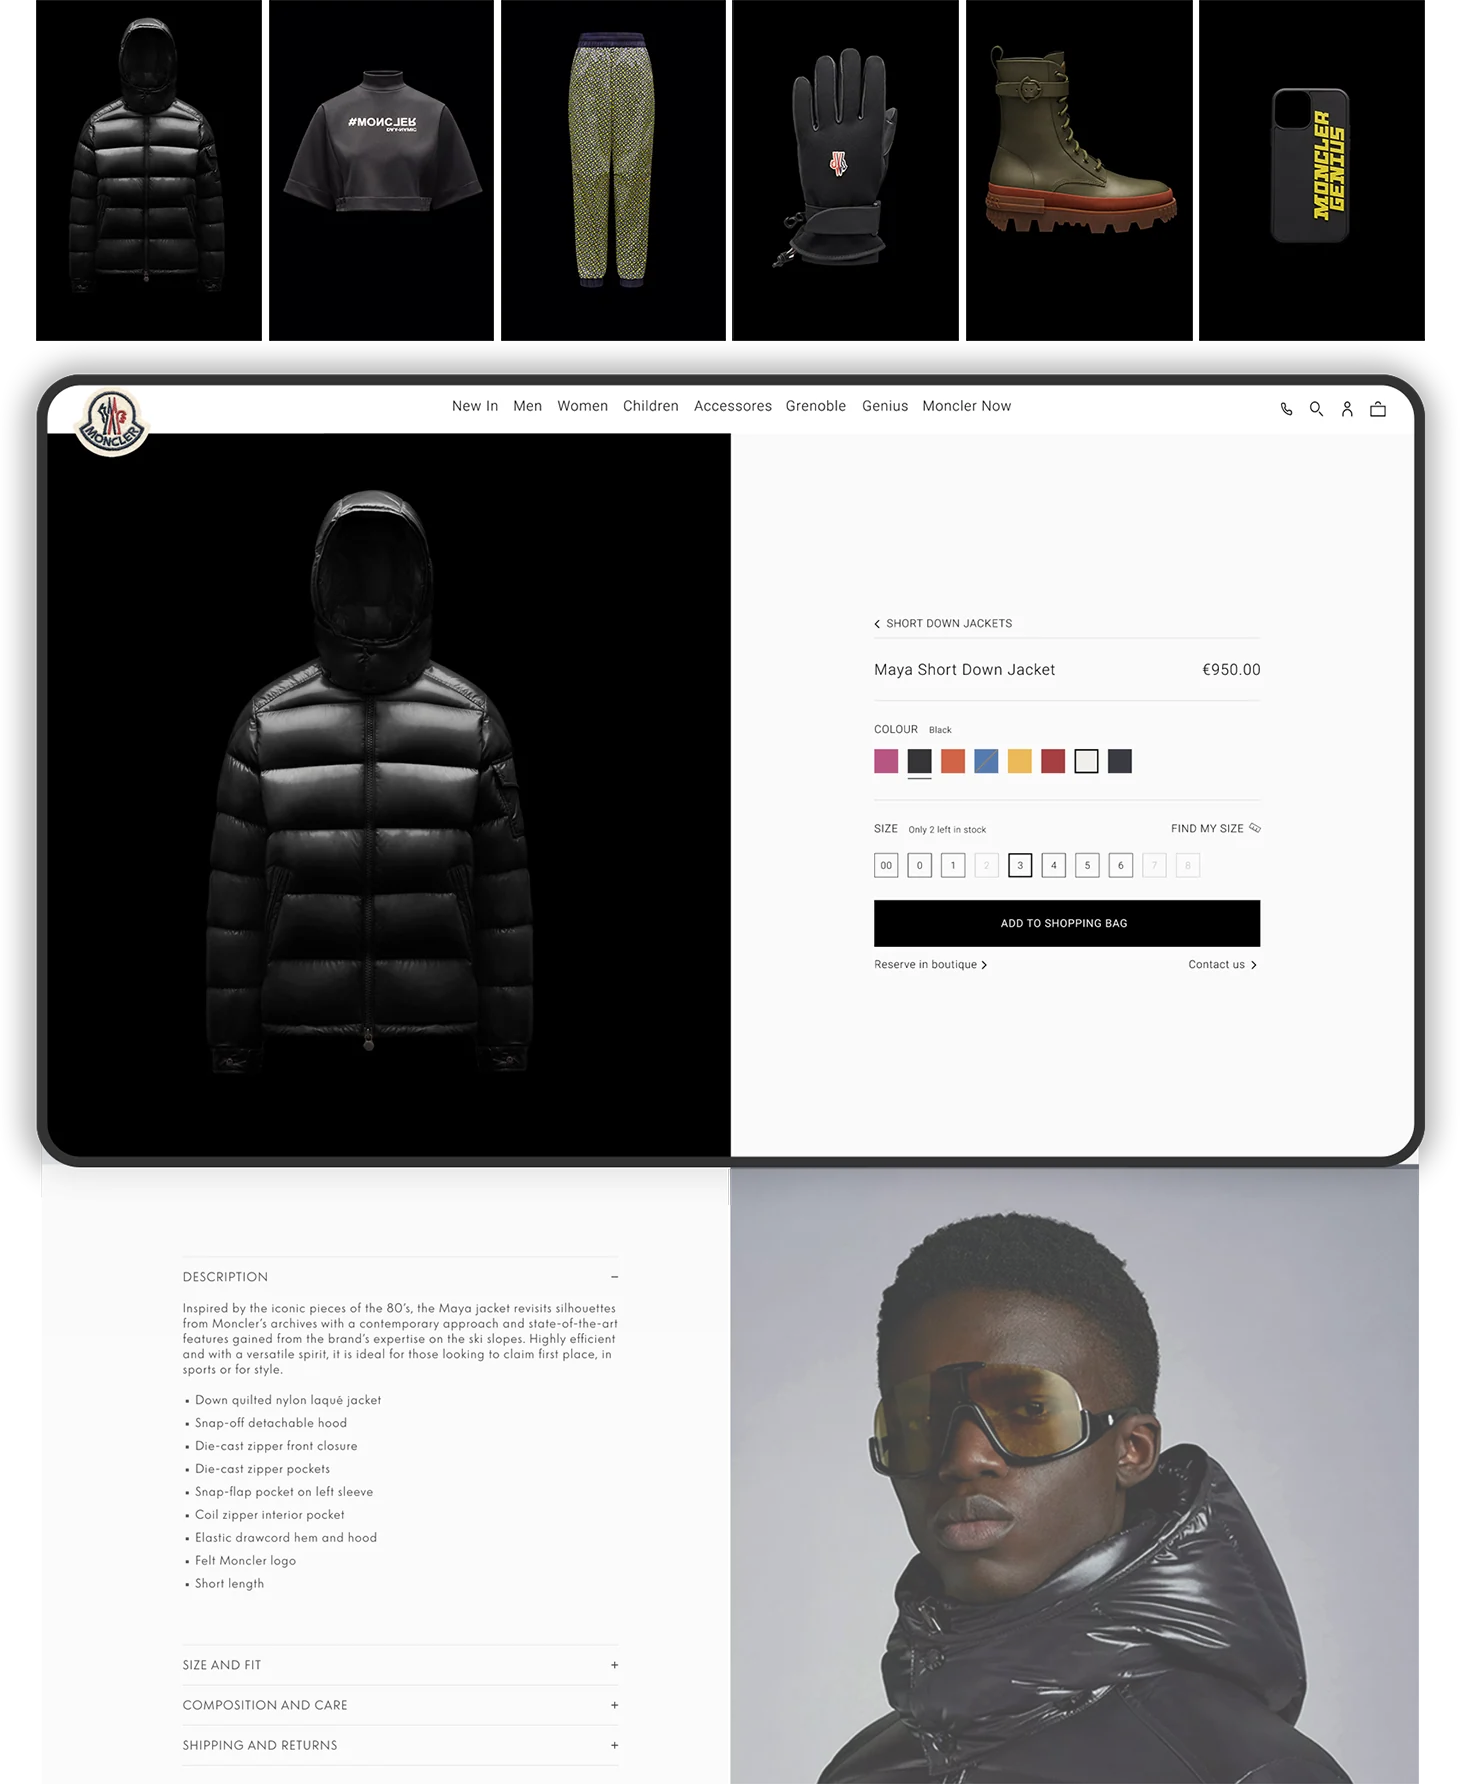 #MONCLER
DAY-NAMIC
MONCLER
GENIUS
MONCLER
New In Men Women Children Accessores Grenoble Genius Moncler Now
SHORT DOWN JACKETS
Maya Short Down Jacket €950.00
COLOUR Black
SIZE Only 2 left in stock FIND MY SIZE
00 0 1 2 3 4 5 6 7 8
ADD TO SHOPPING BAG
Reserve in boutique Contact us
DESCRIPTION
Inspired by the iconic pieces of the 80's, the Maya jacket revisits silhouettes
from Moncler's archives with a contemporary approach and state-of-the-art
features gained from the brand's expertise on the ski slopes. Highly efficient
and with a versatile spirit, it is ideal for those looking to claim first place, in
sports or for style.
• Down quilted nylon laqué jacket
• Snap-off detachable hood
• Die-cast zipper front closure
• Die-cast zipper pockets
• Snap-flap pocket on left sleeve
• Coil zipper interior pocket
• Elastic drawcord hem and hood
• Felt Moncler logo
• Short length
SIZE AND FIT
COMPOSITION AND CARE
SHIPPING AND RETURNS